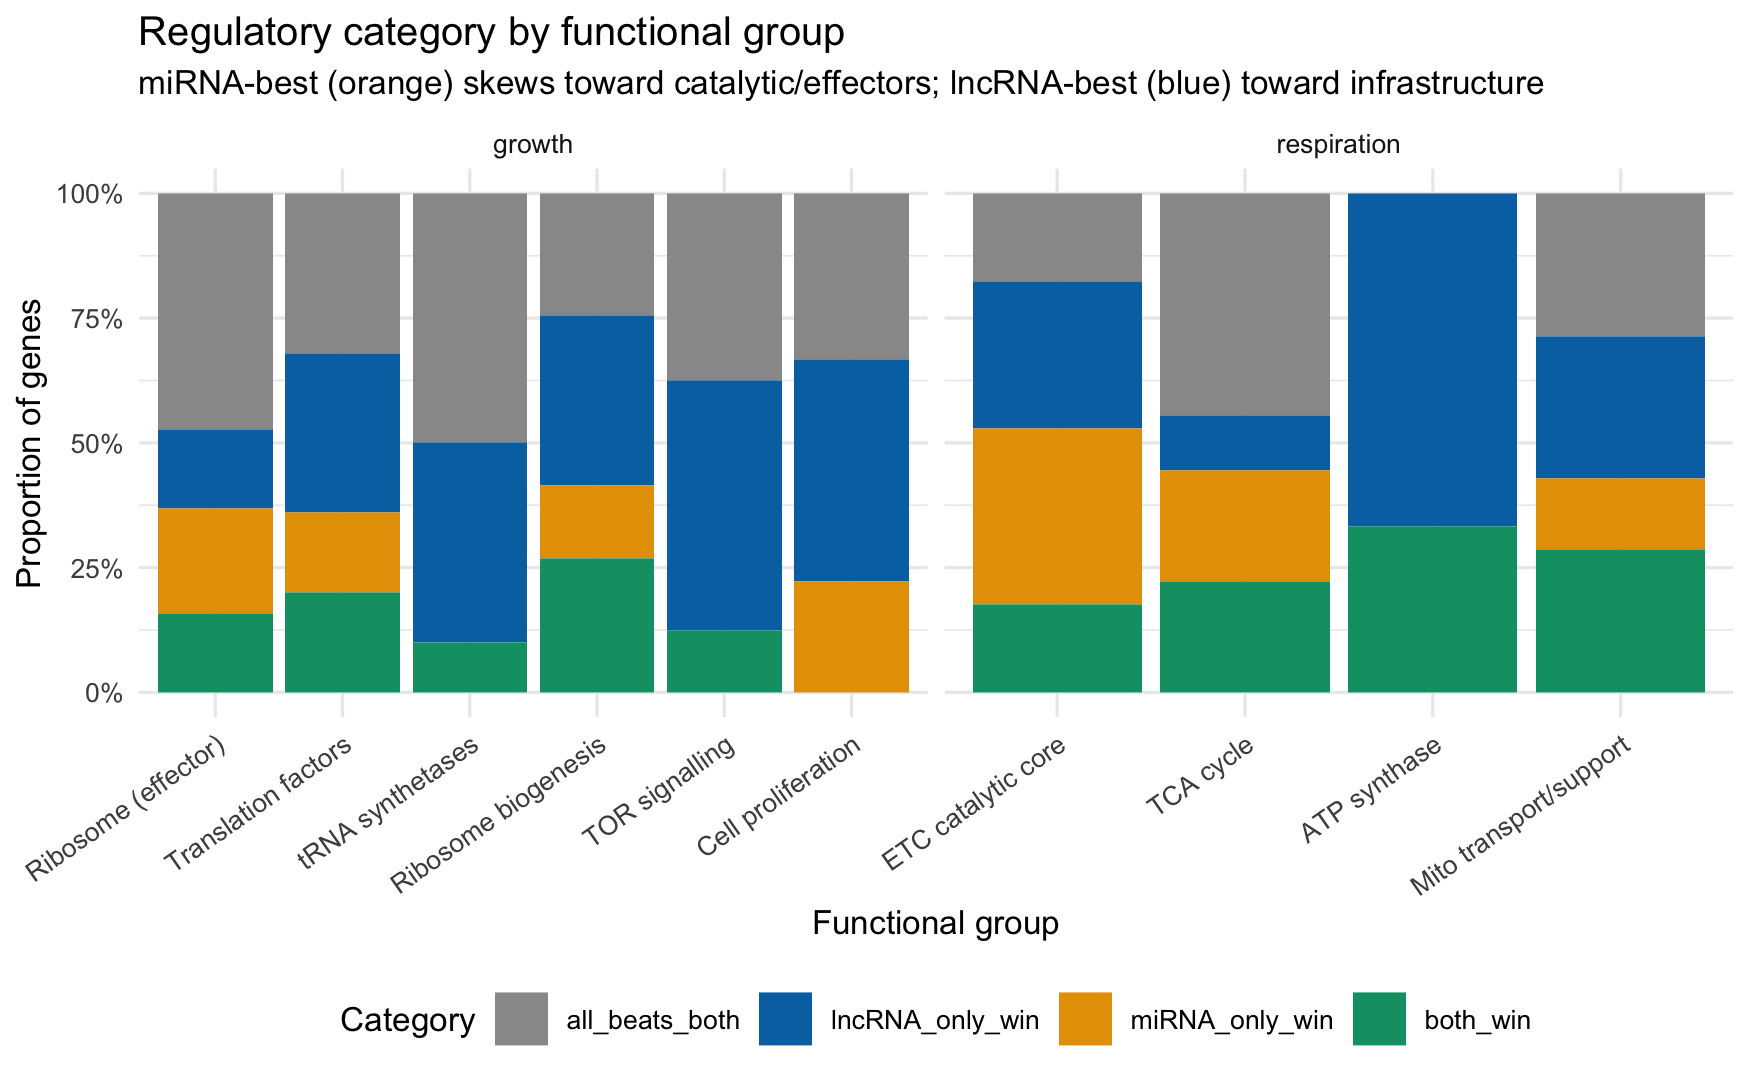 Regulatory category by functional group
miRNA-best (orange) skews toward catalytic/effectors; lncRNA-best (blue) toward infrastructure
growth
respiration
Proportion of genes
100%
75%
50%
25%
0%
Ribosome (effector)
Translation factors
tRNA synthetases
Ribosome biogenesis
TOR signalling
Cell proliferation
ETC catalytic core
TCA cycle
ATP synthase
Mito transport/support
Functional group
Category
all_beats_both
lncRNA_only_win
miRNA_only_win
both_win